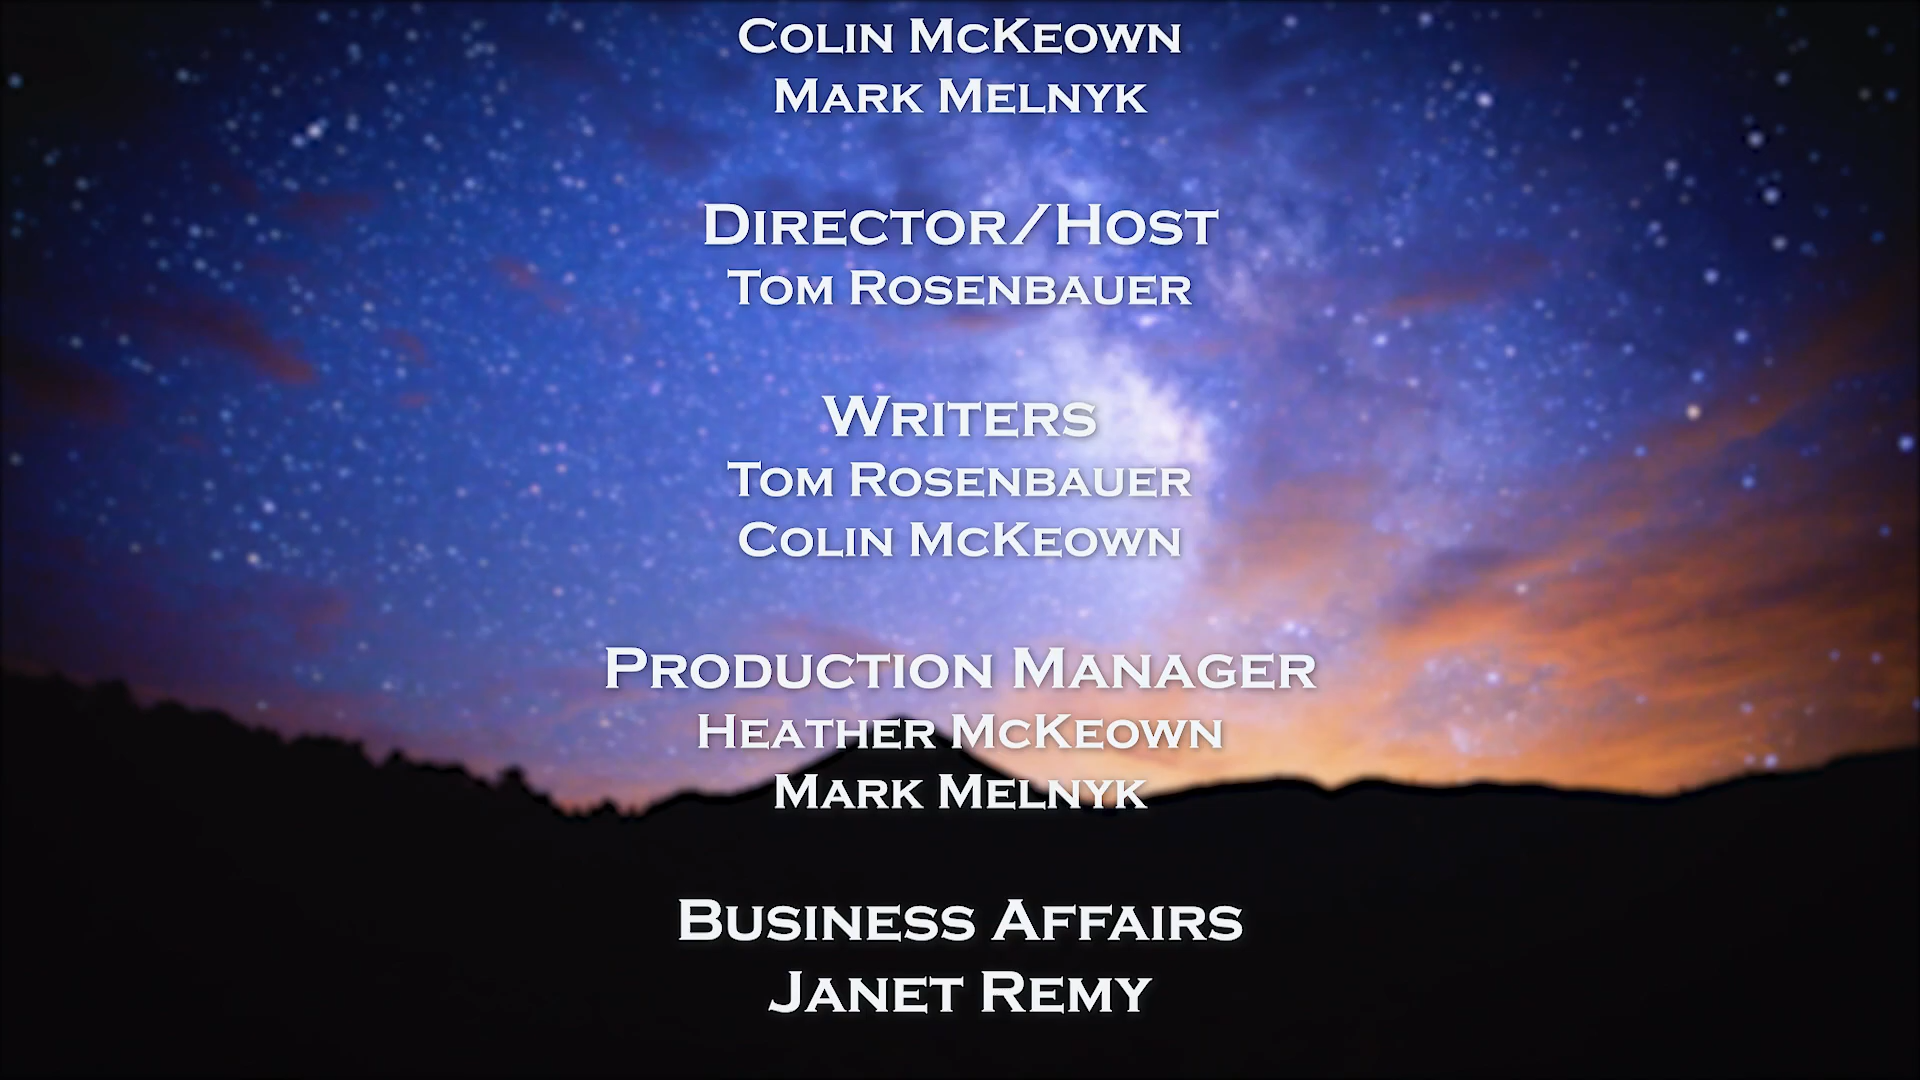 Colin McKeown
Mark Melnyk
Director/Host
Tom Rosenbauer
Writers
Tom Rosenbauer
Colin McKeown
Production Manager
Heather McKeown
Mark Melnyk
Business Affairs
Janet Remy